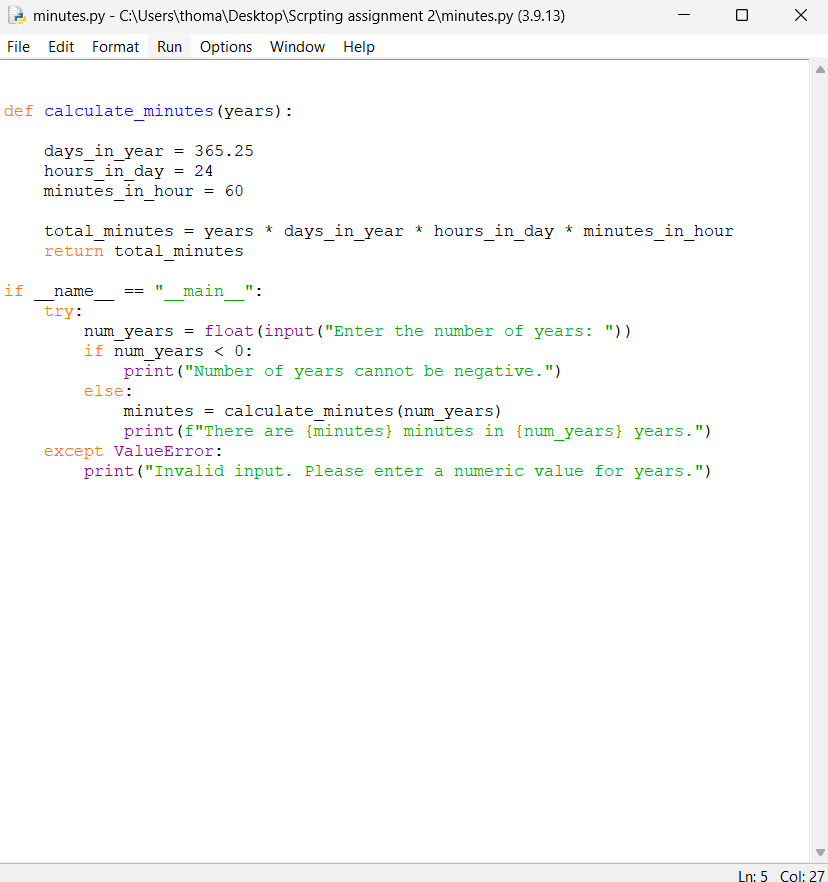 minutes.py - C:\Users\thoma\Desktop\Scrpting assignment 2\minutes.py (3.9.13)
File Edit Format Run Options Window Help
def calculate_minutes(years):
    days_in_year = 365.25
    hours_in_day = 24
    minutes_in_hour = 60
    total_minutes = years * days_in_year * hours_in_day * minutes_in_hour
    return total_minutes
if __name__ == "__main__":
    try:
        num_years = float(input("Enter the number of years: "))
        if num_years < 0:
            print("Number of years cannot be negative.")
        else:
            minutes = calculate_minutes(num_years)
            print(f"There are {minutes} minutes in {num_years} years.")
    except ValueError:
        print("Invalid input. Please enter a numeric value for years.")
Ln: 5 Col: 27